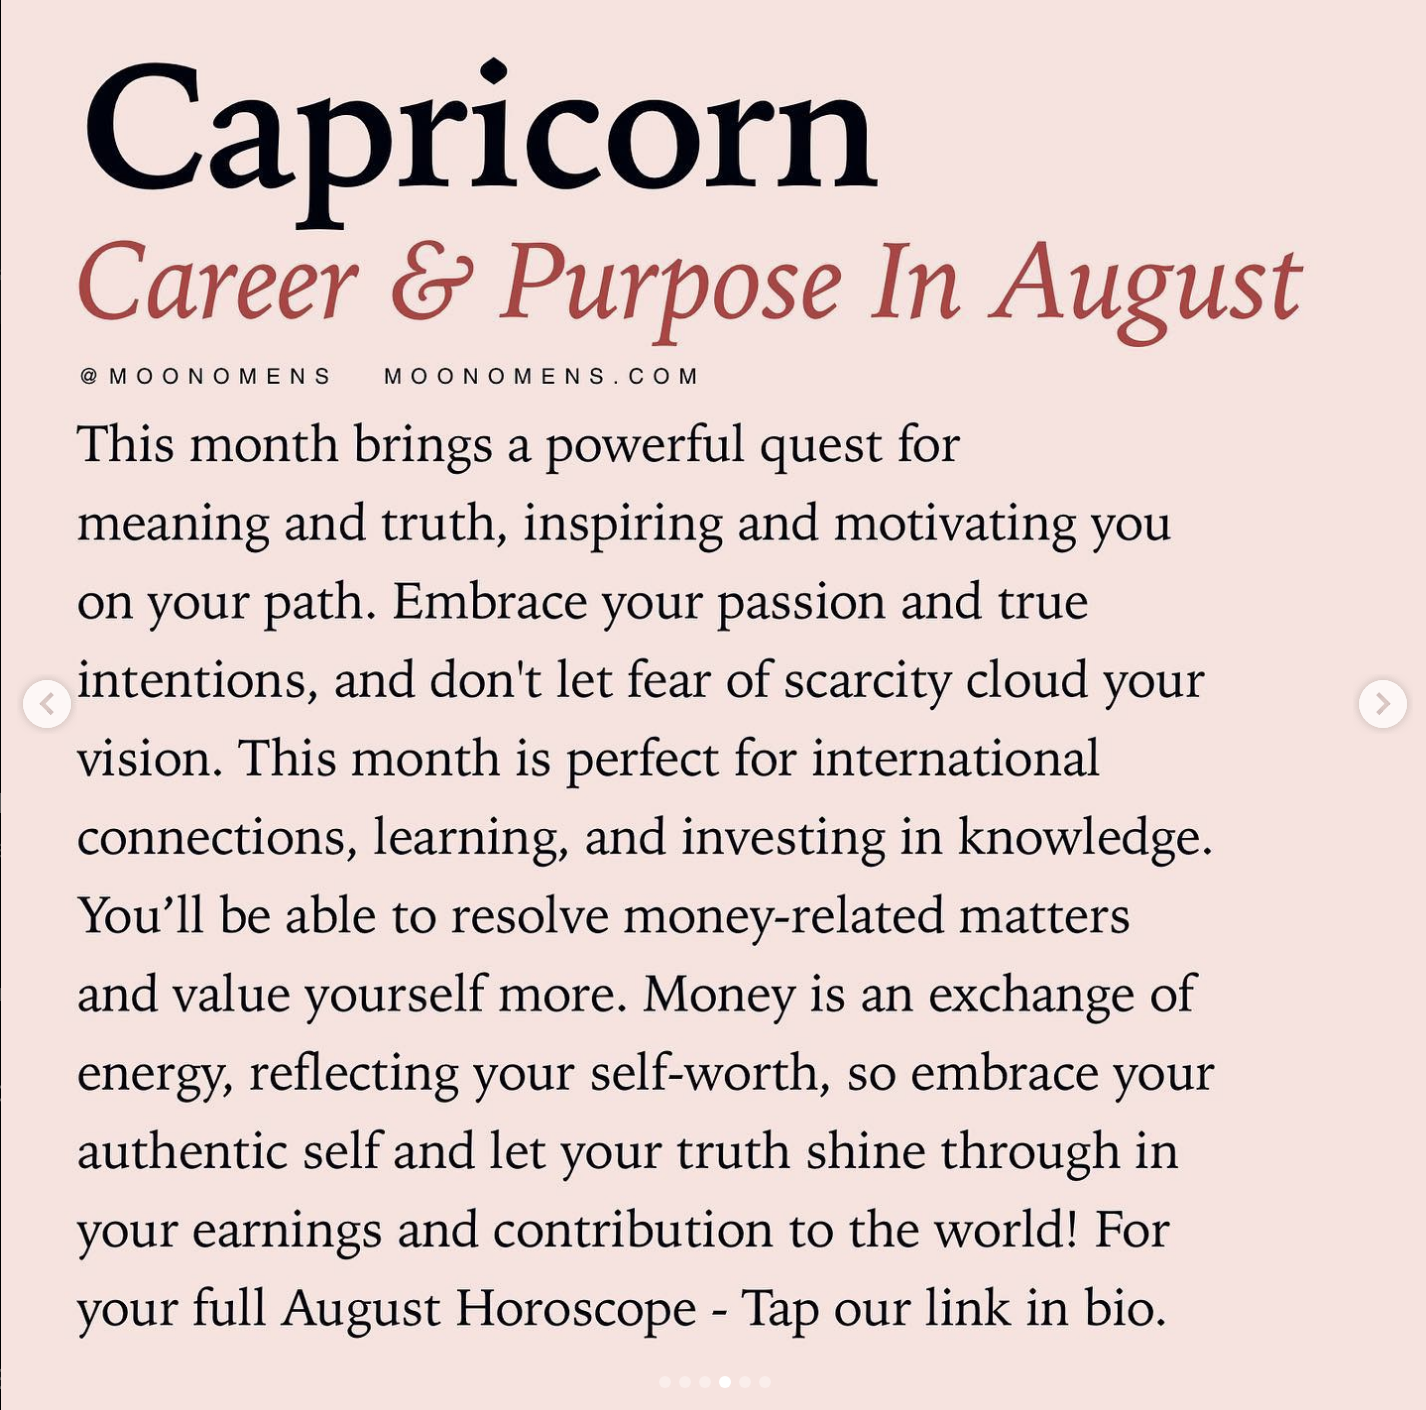 Capricorn
Career & Purpose In August
@MOONOMENS MOONOMENS.COM
This month brings a powerful quest for
meaning and truth, inspiring and motivating you
on your path. Embrace your passion and true
intentions, and don't let fear of scarcity cloud your
vision. This month is perfect for international
connections, learning, and investing in knowledge.
You’ll be able to resolve money-related matters
and value yourself more. Money is an exchange of
energy, reflecting your self-worth, so embrace your
authentic self and let your truth shine through in
your earnings and contribution to the world! For
your full August Horoscope - Tap our link in bio.